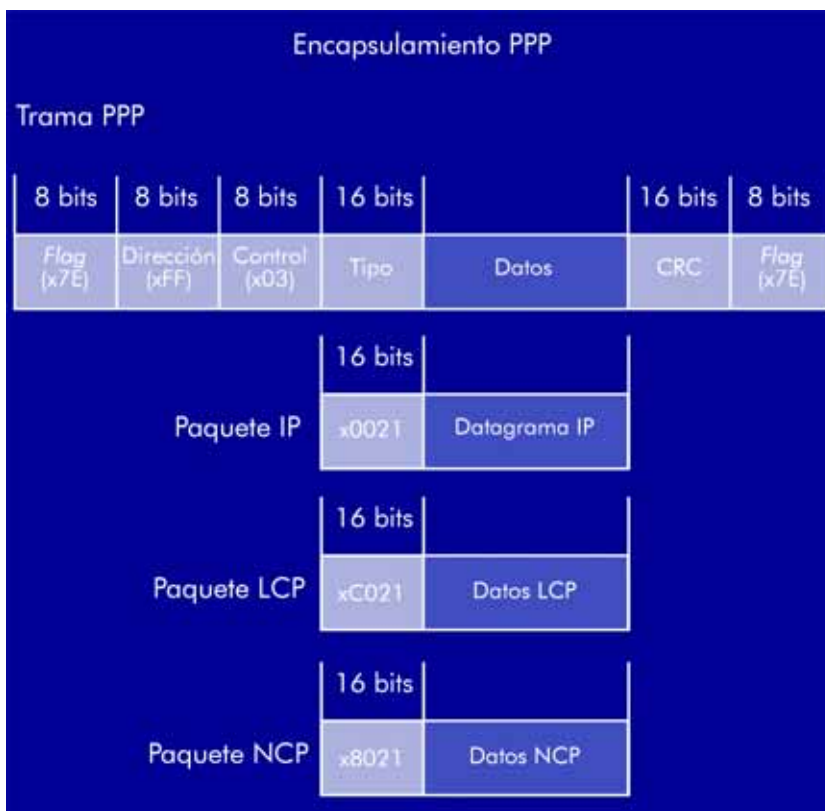 Encapsulamiento PPP
Trama PPP
8 bits 8 bits 8 bits 16 bits 16 bits 8 bits
Flag (x7E) Dirección (xFF) Control (x03) Tipo Datos CRC Flag (x7E)
16 bits
Paquete IP x0021 Datagrama IP
16 bits
Paquete LCP xC021 Datos LCP
16 bits
Paquete NCP x8021 Datos NCP